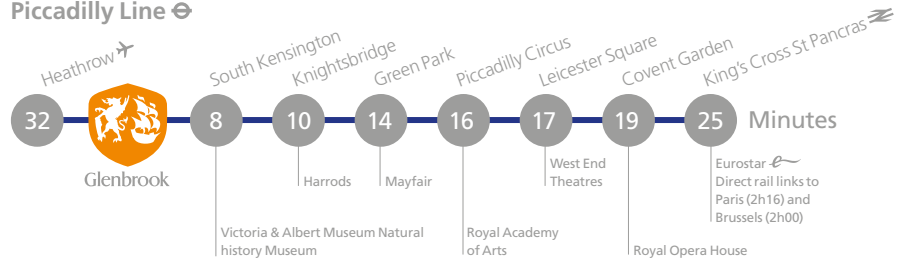 Piccadilly Line
Heathrow
South Kensington
Knightsbridge
Green Park
Piccadilly Circus
Leicester Square
Covent Garden
King's Cross St Pancras
32
8
10
14
16
17
19
25
Minutes
Glenbrook
Harrods
Mayfair
West End
Theatres
Eurostar
Direct rail links to
Paris (2h16) and
Brussels (2h00)
Victoria & Albert Museum Natural
history Museum
Royal Academy
of Arts
Royal Opera House